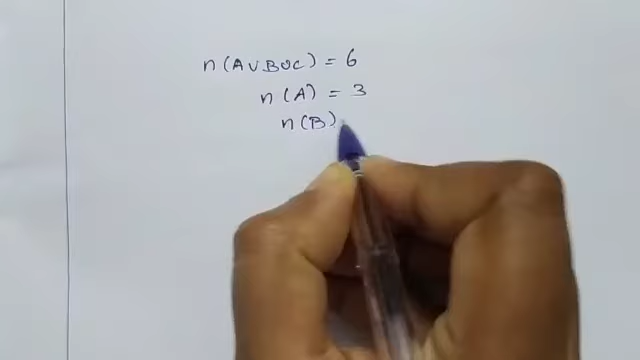 n(A∪B∪C) = 6
n(A) = 3
n(B)